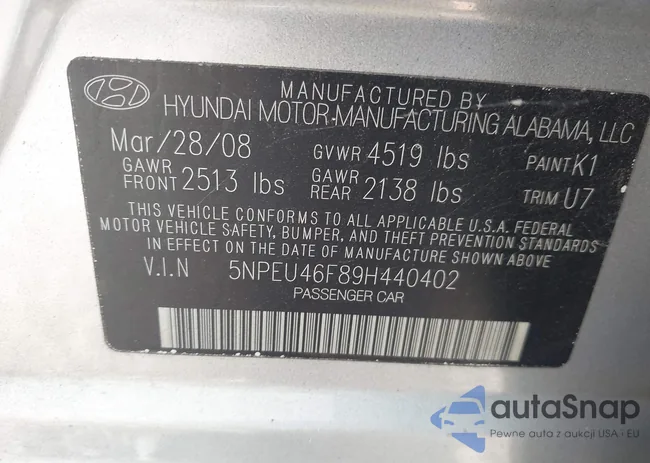 MANUFACTURED BY
HYUNDAI MOTOR MANUFACTURING ALABAMA, LLC
Mar/28/08 GVWR 4519 lbs PAINT K1
GAWR FRONT 2513 lbs GAWR REAR 2138 lbs TRIM U7
THIS VEHICLE CONFORMS TO ALL APPLICABLE U.S.A. FEDERAL
MOTOR VEHICLE SAFETY, BUMPER, AND THEFT PREVENTION STANDARDS
IN EFFECT ON THE DATE OF MANUFACTURE SHOWN ABOVE
V.I.N 5NPEU46F89H440402
PASSENGER CAR
autoSnap
Pewne auta z aukcji USA - EU